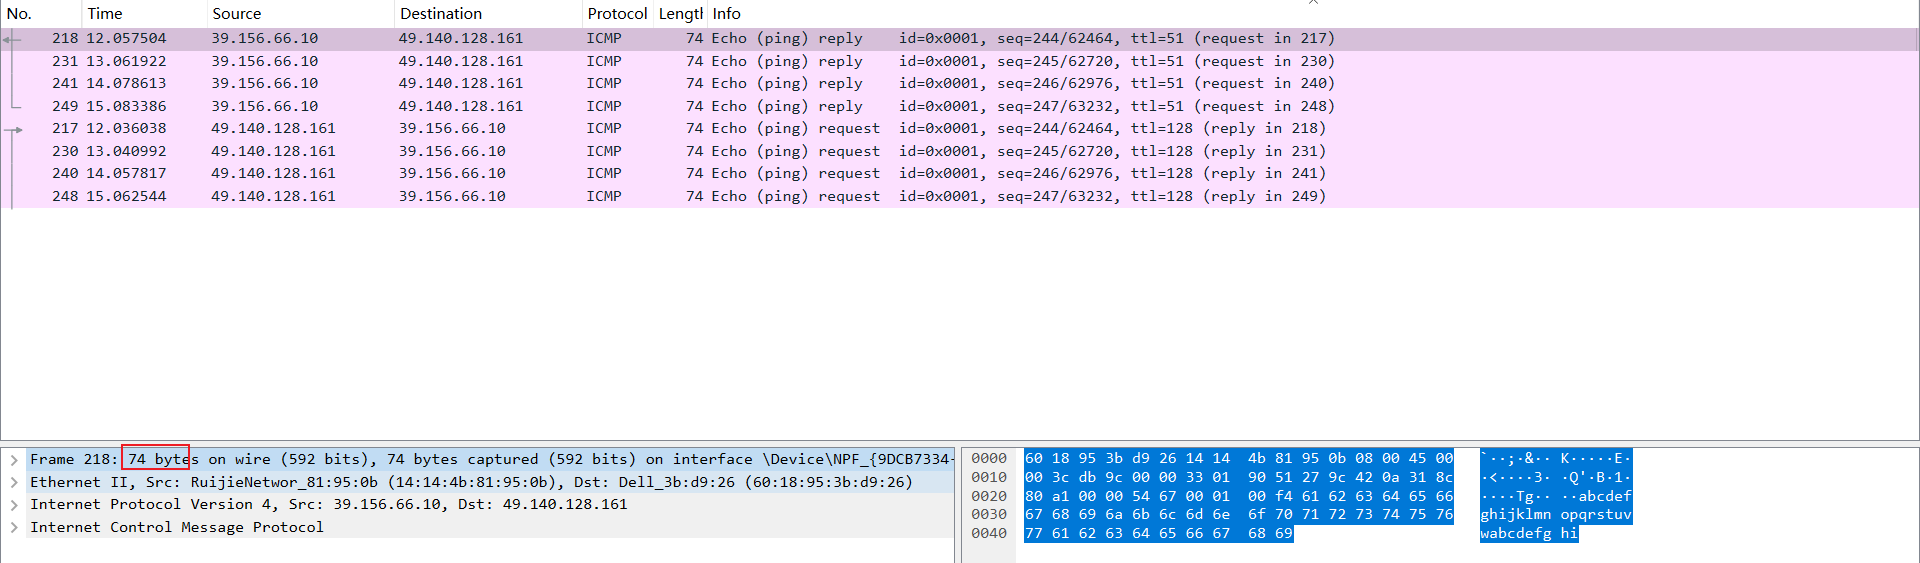 No. Time Source Destination Protocol Length Info
218 12.057504 39.156.66.10 49.140.128.161 ICMP 74 Echo (ping) reply id=0x0001, seq=244/62464, ttl=51 (request in 217)
231 13.061922 39.156.66.10 49.140.128.161 ICMP 74 Echo (ping) reply id=0x0001, seq=245/62720, ttl=51 (request in 230)
241 14.078613 39.156.66.10 49.140.128.161 ICMP 74 Echo (ping) reply id=0x0001, seq=246/62976, ttl=51 (request in 240)
249 15.083386 39.156.66.10 49.140.128.161 ICMP 74 Echo (ping) reply id=0x0001, seq=247/63232, ttl=51 (request in 248)
217 12.036038 49.140.128.161 39.156.66.10 ICMP 74 Echo (ping) request id=0x0001, seq=244/62464, ttl=128 (reply in 218)
230 13.040992 49.140.128.161 39.156.66.10 ICMP 74 Echo (ping) request id=0x0001, seq=245/62720, ttl=128 (reply in 231)
240 14.057817 49.140.128.161 39.156.66.10 ICMP 74 Echo (ping) request id=0x0001, seq=246/62976, ttl=128 (reply in 241)
248 15.062544 49.140.128.161 39.156.66.10 ICMP 74 Echo (ping) request id=0x0001, seq=247/63232, ttl=128 (reply in 249)
Frame 218: 74 bytes on wire (592 bits), 74 bytes captured (592 bits) on interface \Device\NPF_{9DCB7334-
Ethernet II, Src: RuijieNetwor_81:95:0b (14:14:4b:81:95:0b), Dst: Dell_3b:d9:26 (60:18:95:3b:d9:26)
Internet Protocol Version 4, Src: 39.156.66.10, Dst: 49.140.128.161
Internet Control Message Protocol
0000 60 18 95 3b d9 26 14 14 4b 81 95 0b 08 00 45 00 `··;·&·· K·····E·
0010 00 3c db 9c 00 00 33 01 90 51 27 9c 42 0a 31 8c ·<····3· ·Q'·B·1·
0020 80 a1 00 00 54 67 00 01 00 f4 61 62 63 64 65 66 ····Tg·· ··abcdef
0030 67 68 69 6a 6b 6c 6d 6e 6f 70 71 72 73 74 75 76 ghijklmn opqrstuv
0040 77 61 62 63 64 65 66 67 68 69 wabcdefg hi